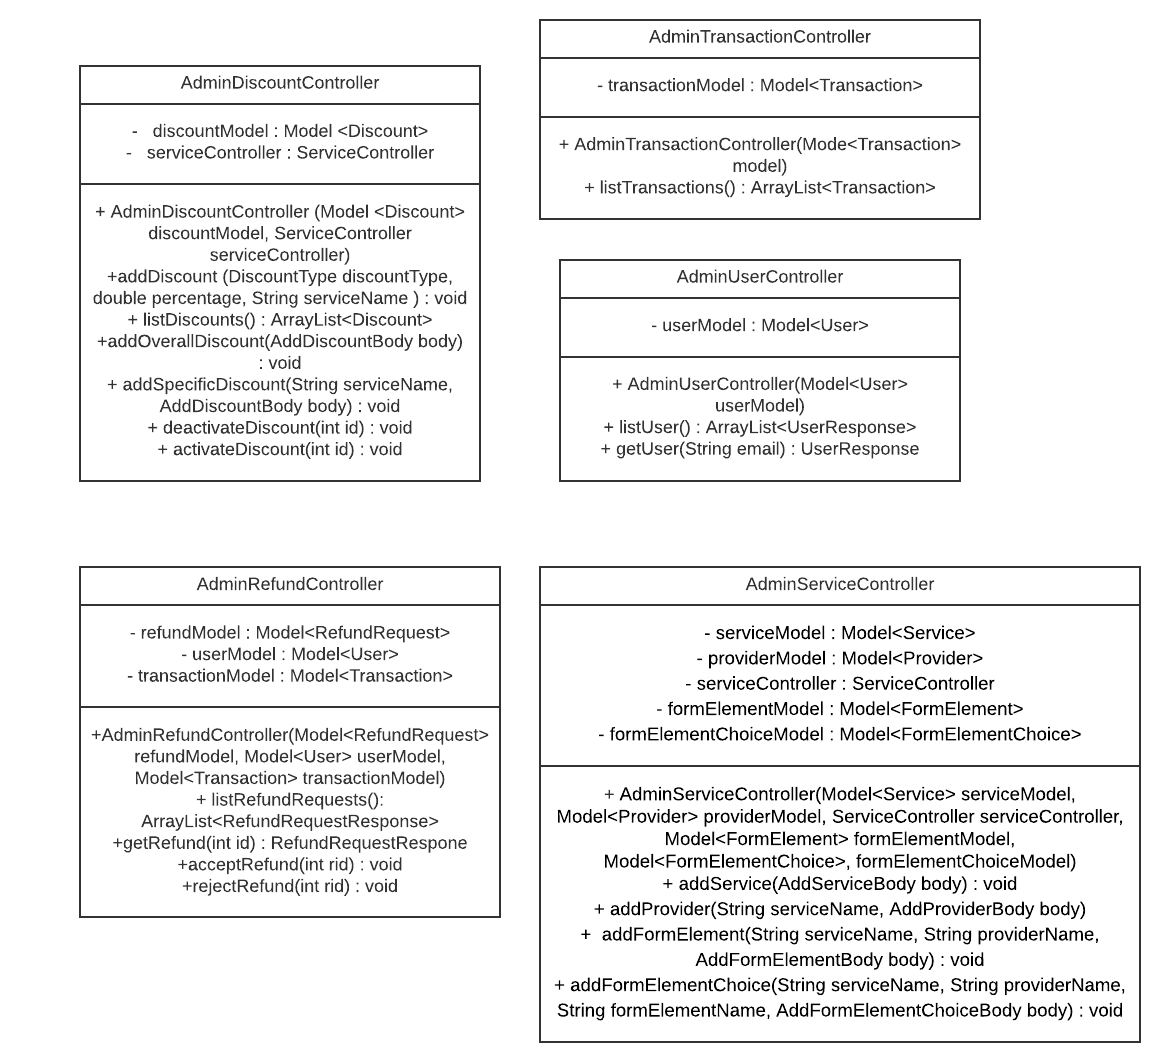 AdminDiscountController
- discountModel : Model <Discount>
- serviceController : ServiceController
+ AdminDiscountController (Model <Discount>
discountModel, ServiceController
serviceController)
+addDiscount (DiscountType discountType,
double percentage, String serviceName ) : void
+ listDiscounts() : ArrayList<Discount>
+addOverallDiscount(AddDiscountBody body)
: void
+ addSpecificDiscount(String serviceName,
AddDiscountBody body) : void
+ deactivateDiscount(int id) : void
+ activateDiscount(int id) : void
AdminTransactionController
- transactionModel : Model<Transaction>
+ AdminTransactionController(Mode<Transaction>
model)
+ listTransactions() : ArrayList<Transaction>
AdminUserController
- userModel : Model<User>
+ AdminUserController(Model<User>
userModel)
+ listUser() : ArrayList<UserResponse>
+ getUser(String email) : UserResponse
AdminRefundController
- refundModel : Model<RefundRequest>
- userModel : Model<User>
- transactionModel : Model<Transaction>
+AdminRefundController(Model<RefundRequest>
refundModel, Model<User> userModel,
Model<Transaction> transactionModel)
+ listRefundRequests():
ArrayList<RefundRequestResponse>
+getRefund(int id) : RefundRequestRespone
+acceptRefund(int rid) : void
+rejectRefund(int rid) : void
AdminServiceController
- serviceModel : Model<Service>
- providerModel : Model<Provider>
- serviceController : ServiceController
- formElementModel : Model<FormElement>
- formElementChoiceModel : Model<FormElementChoice>
+ AdminServiceController(Model<Service> serviceModel,
Model<Provider> providerModel, ServiceController serviceController,
Model<FormElement> formElementModel,
Model<FormElementChoice>, formElementChoiceModel)
+ addService(AddServiceBody body) : void
+ addProvider(String serviceName, AddProviderBody body)
+ addFormElement(String serviceName, String providerName,
AddFormElementBody body) : void
+ addFormElementChoice(String serviceName, String providerName,
String formElementName, AddFormElementChoiceBody body) : void